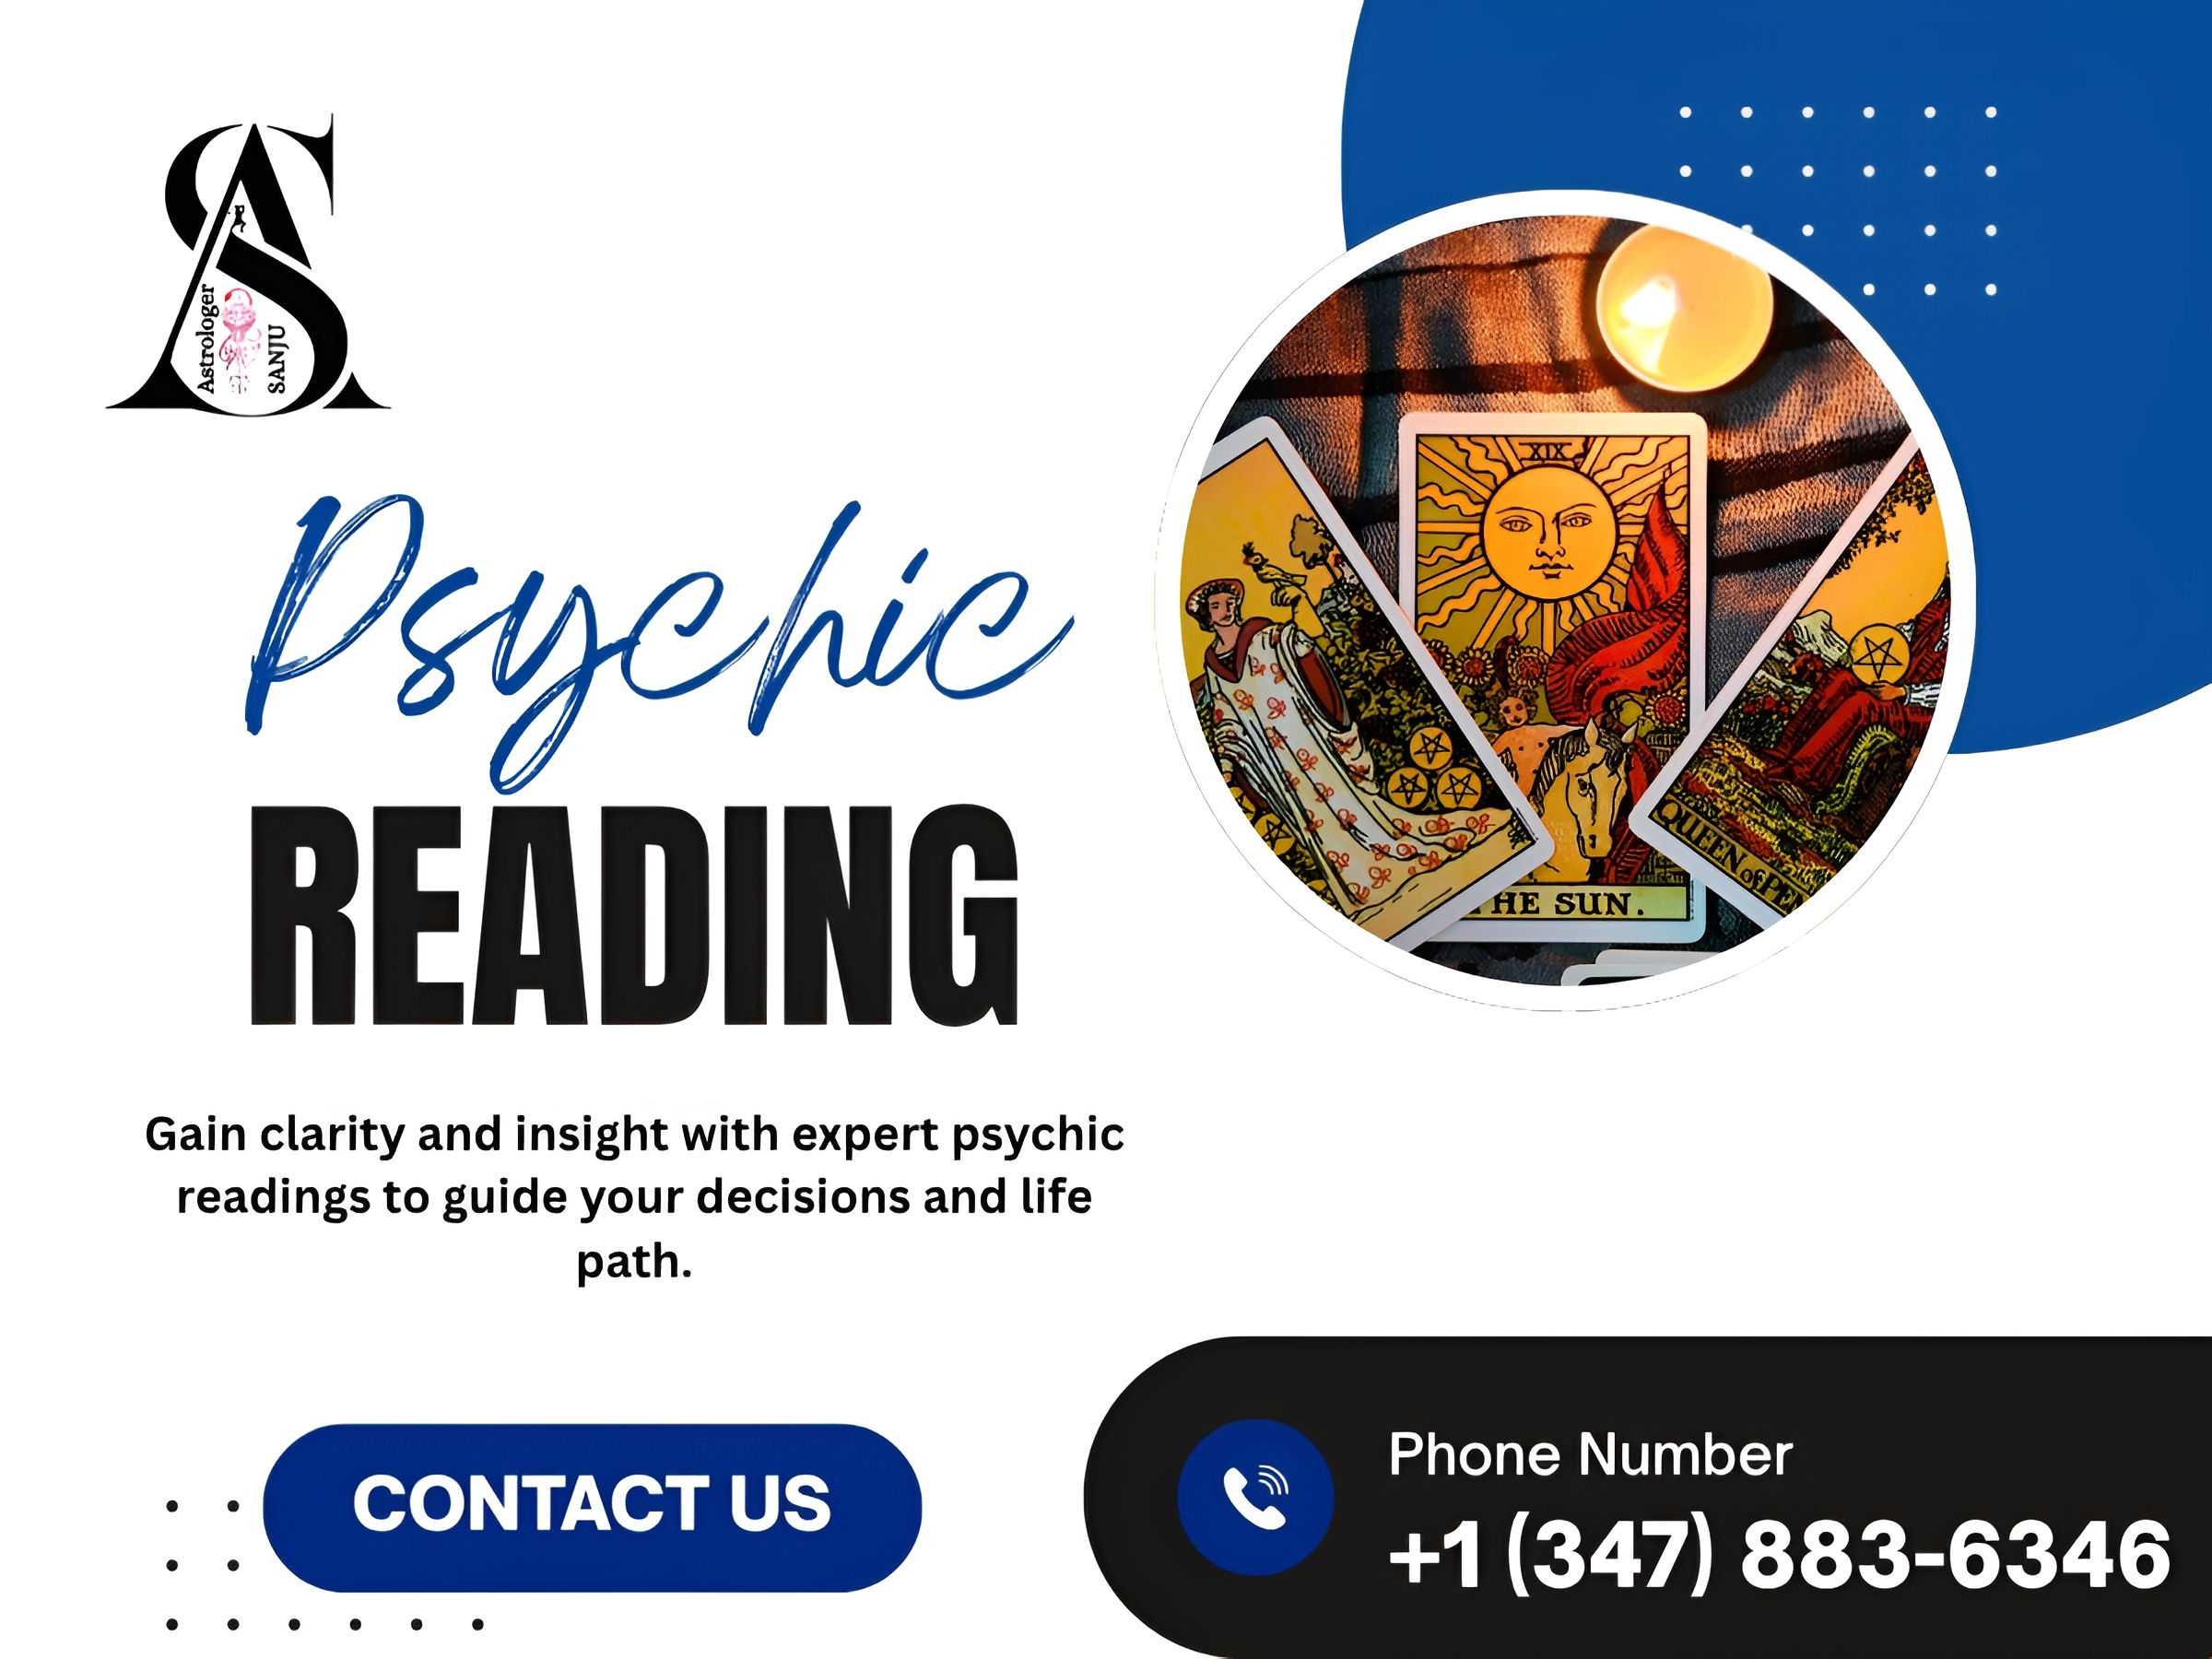 Astrologer
SANJU
Psychic
READING
XIX
THE SUN.
QUEEN of PEN
Gain clarity and insight with expert psychic
readings to guide your decisions and life
path.
CONTACT US
Phone Number
+1 (347) 883-6346